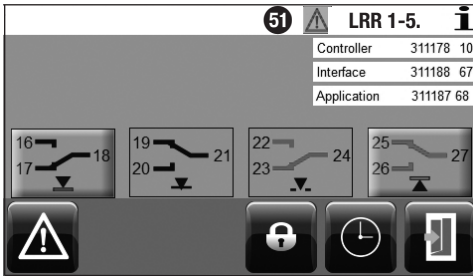 51 LRR 1-5. i
Controller 311178 10
Interface 311188 67
Application 311187 68
16 17 18
19 20 21
22 23 24
25 26 27